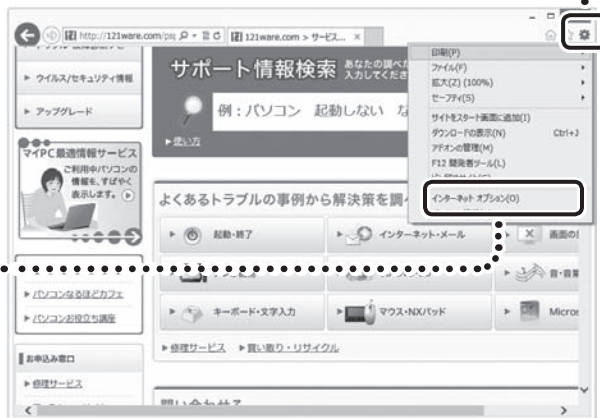 http://121ware.com/ps
121ware.com > サービス... ×
ウイルス/セキュリティ情報
アップグレード
マイPC最適情報サービス
ご利用中パソコンの
情報を、すばやく
表示します。
パソコンなるほどカフェ
パソコンお役立ち講座
お申込み窓口
修理サービス
サポート情報検索
あなたの調べた
入力してくださ
例：パソコン 起動しない な
使い方
よくあるトラブルの事例から解決策を調べ
起動・終了
インターネット・メール
画面の
音・音楽
キーボード・文字入力
マウス・NXパッド
Micros
修理サービス
買い取り・リサイクル
印刷(P)
ファイル(F)
拡大(Z) (100%)
セーフティ(S)
サイトをスタート画面に追加(I)
ダウンロードの表示(N) Ctrl+J
アドオンの管理(M)
F12 開発者ツール(L)
インターネット オプション(O)